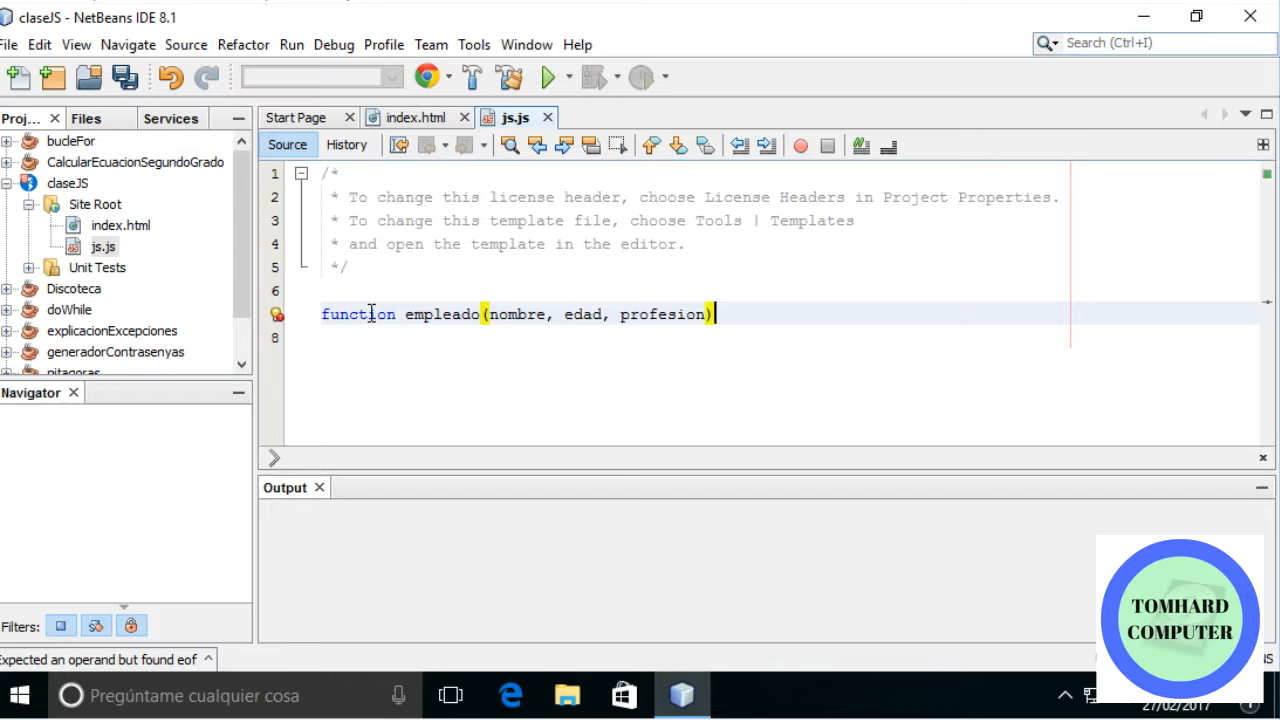 claseJS - NetBeans IDE 8.1
File Edit View Navigate Source Refactor Run Debug Profile Team Tools Window Help
Search (Ctrl+I)
Proj... Files Services
Start Page index.html js.js
Source History
budeFor
CalcularEcuacionSegundoGrado
claseJS
Site Root
index.html
js.js
Unit Tests
Discoteca
doWhile
explicacionExcepciones
generadorContrasenyas
pitagoras
1 /*
2 * To change this license header, choose License Headers in Project Properties.
3 * To change this template file, choose Tools | Templates
4 * and open the template in the editor.
5 */
6
function empleado(nombre, edad, profesion)
8
Navigator
Output
Filters:
Expected an operand but found eof
TOMHARD
COMPUTER
Pregúntame cualquier cosa
27/02/2017